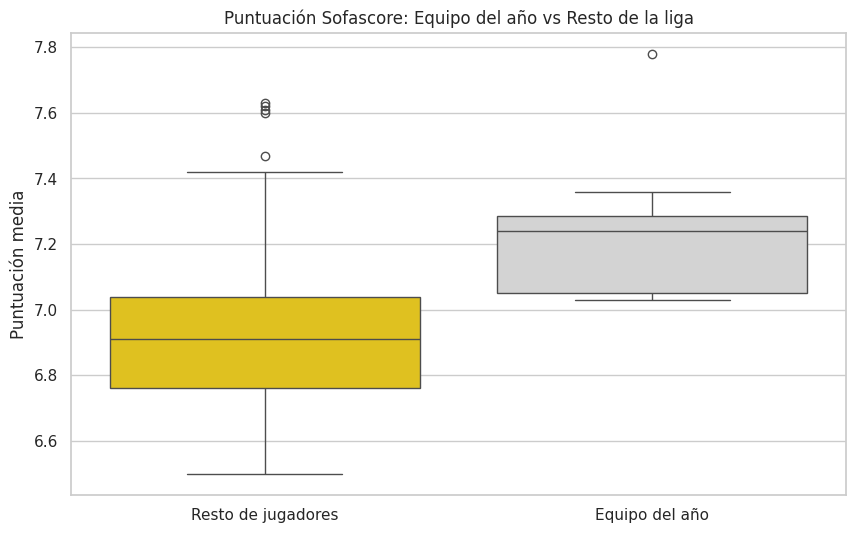 Puntuación Sofascore: Equipo del año vs Resto de la liga
Puntuación media
7.8
7.6
7.4
7.2
7.0
6.8
6.6
Resto de jugadores
Equipo del año